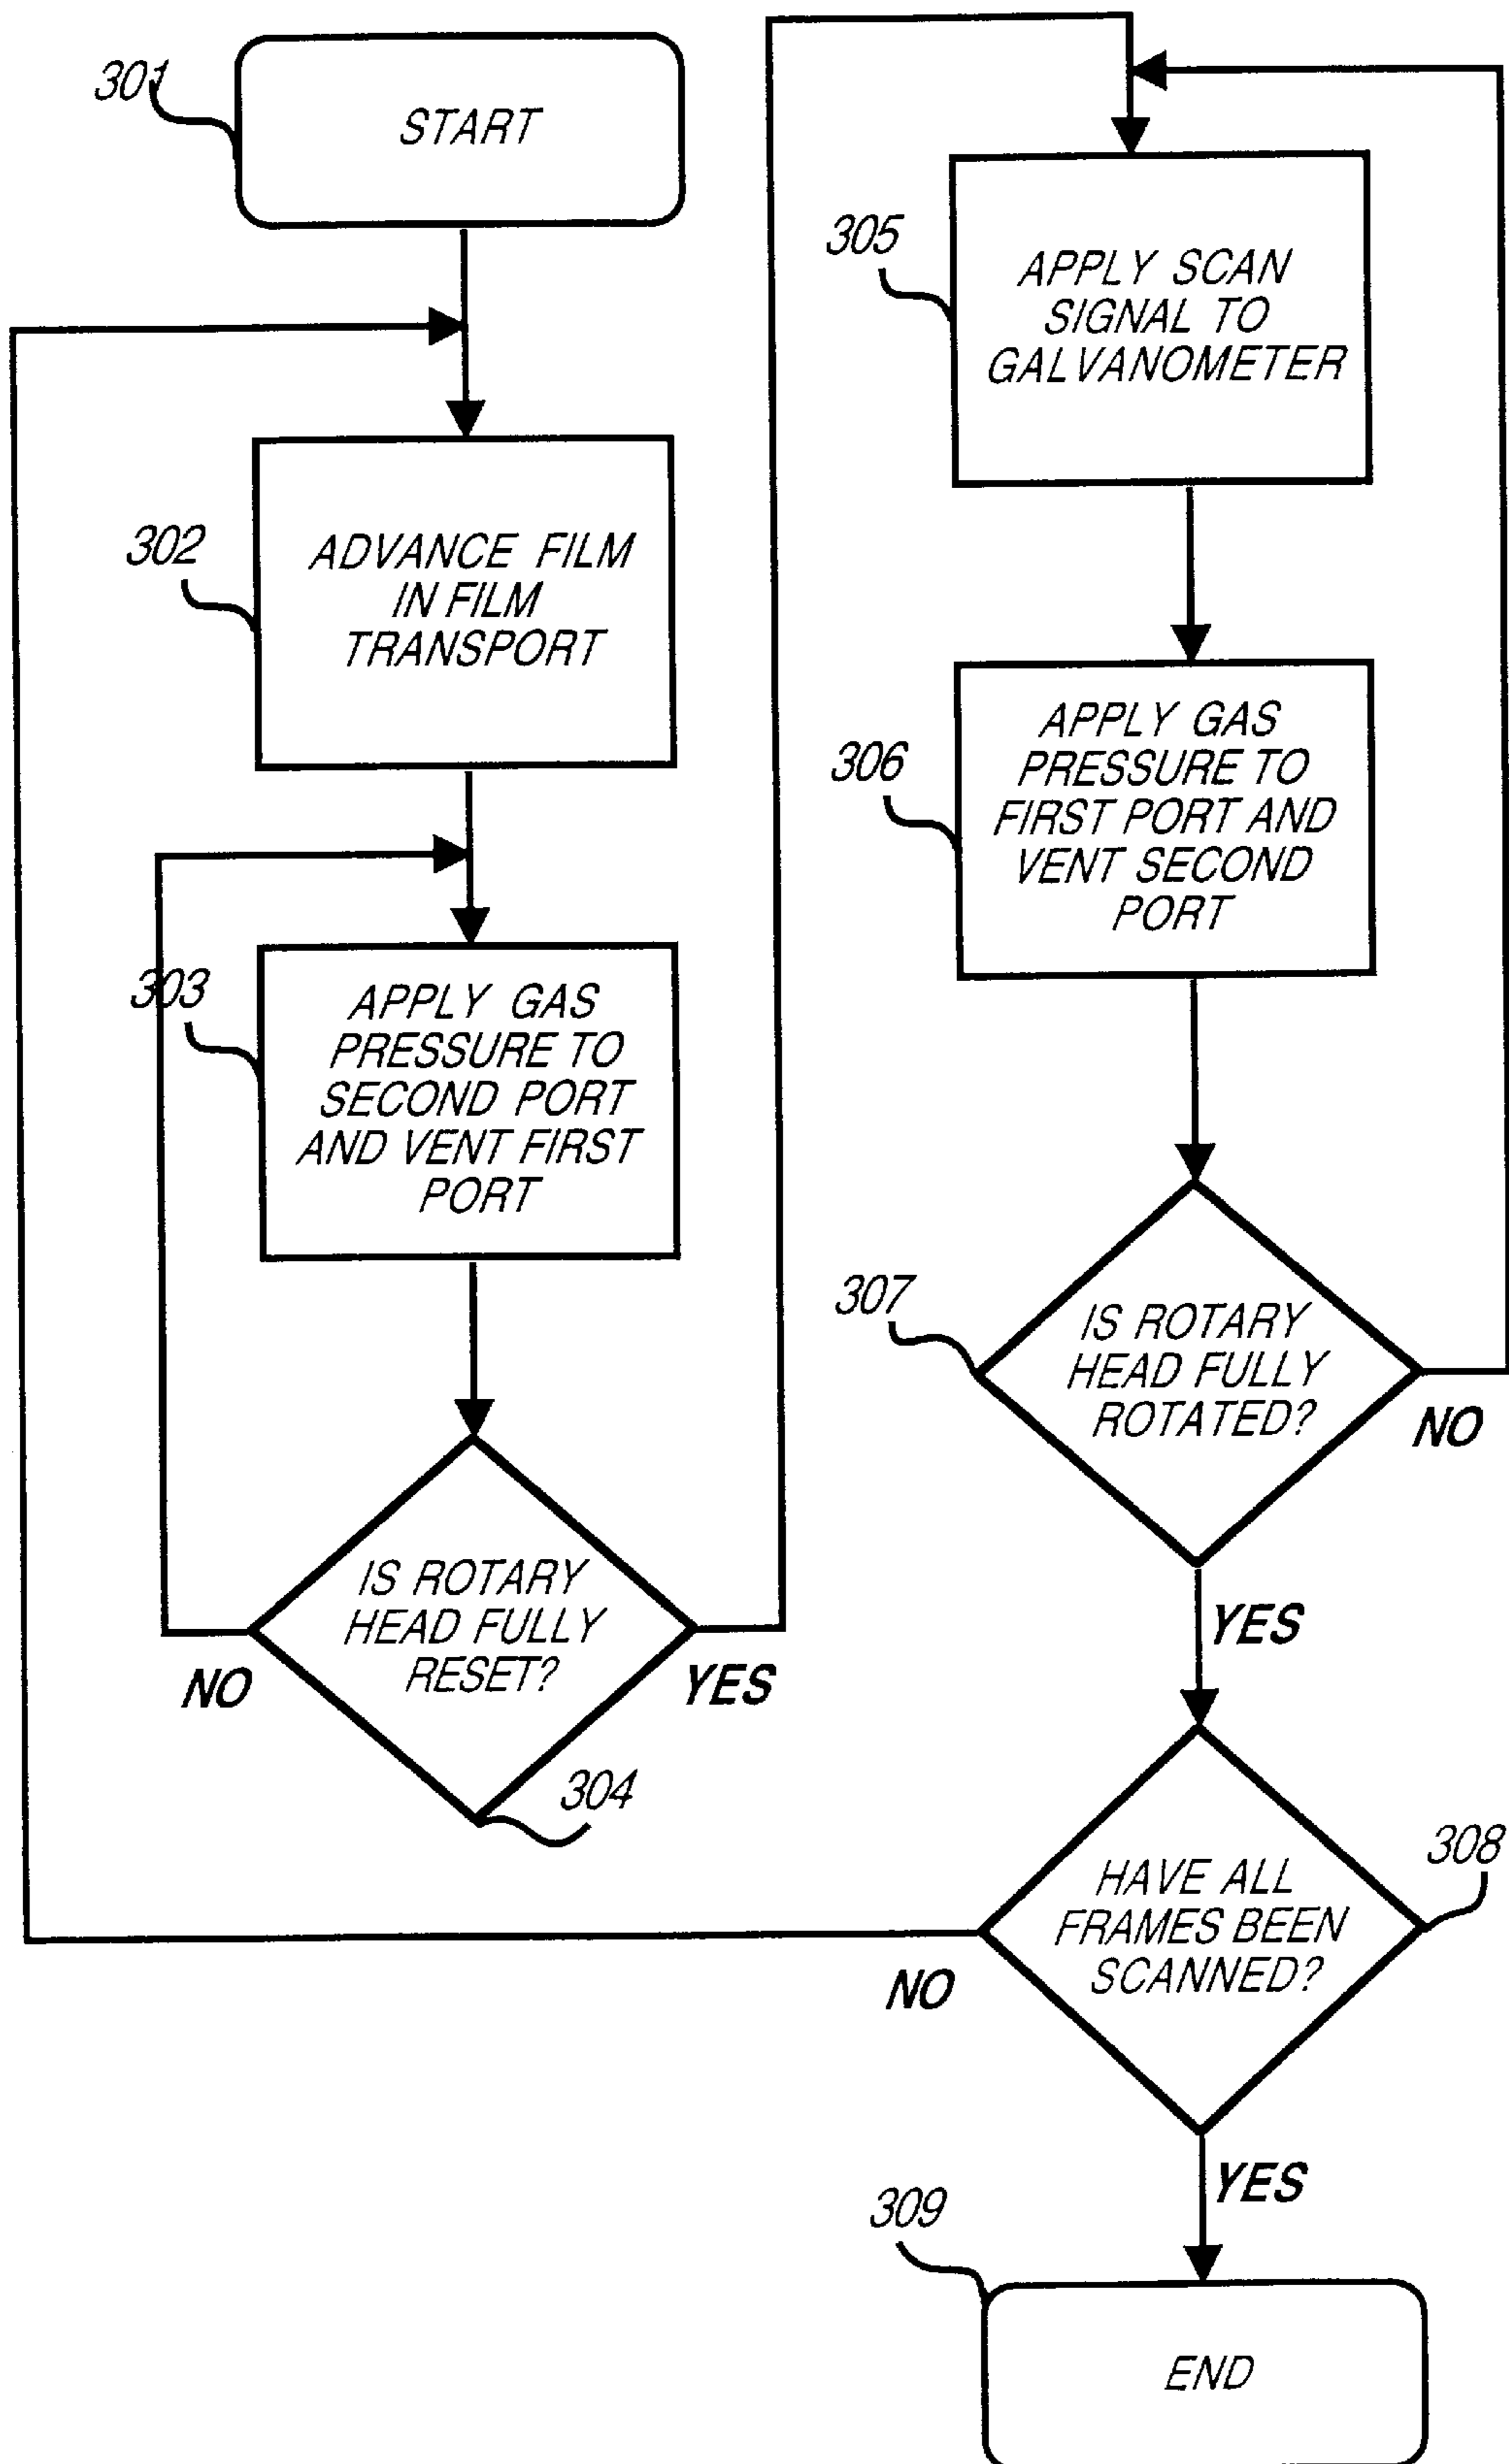 301
START
302
ADVANCE FILM
IN FILM
TRANSPORT
303
APPLY GAS
PRESSURE TO
SECOND PORT
AND VENT FIRST
PORT
IS ROTARY
HEAD FULLY
RESET?
NO
YES
304
305
APPLY SCAN
SIGNAL TO
GALVANOMETER
306
APPLY GAS
PRESSURE TO
FIRST PORT AND
VENT SECOND
PORT
307
IS ROTARY
HEAD FULLY
ROTATED?
NO
YES
308
HAVE ALL
FRAMES BEEN
SCANNED?
NO
YES
309
END